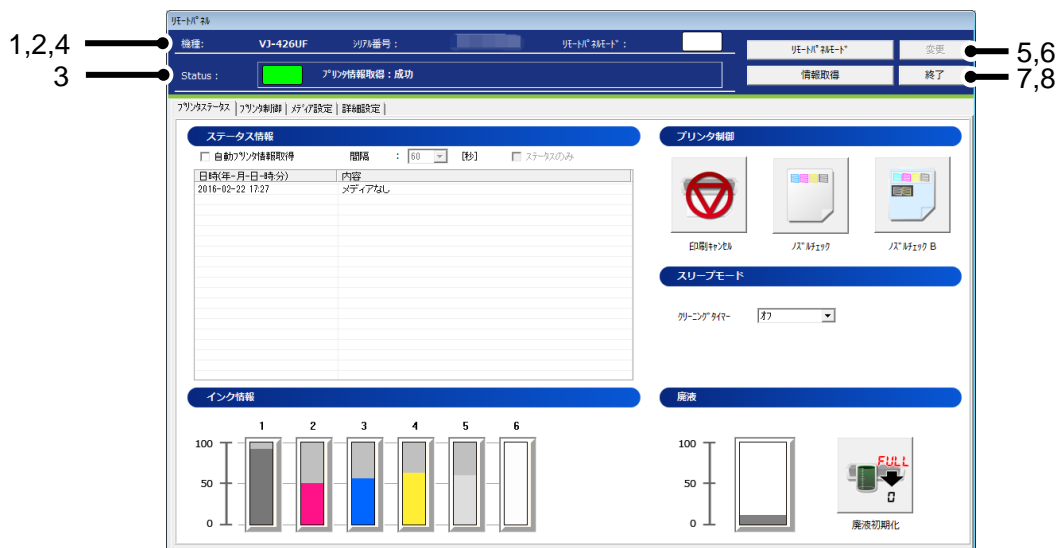 リモートパネル
1,2,4
機種: VJ-426UF シリアル番号: リモートパネルモード:
リモートパネルモード 変更
5,6
3
Status : プリンタ情報取得:成功
情報取得 終了
7,8
プリンタステータス プリンタ制御 メディア設定 詳細設定
ステータス情報
自動プリンタ情報取得 間隔 : 60 [秒] ステータスのみ
日時(年-月-日-時:分) 内容
2016-02-22 17:27 メディアなし
プリンタ制御
印刷キャンセル ノズルチェック ノズルチェック B
スリープモード
クリーニングタイマー オフ
インク情報
1 2 3 4 5 6
100
50
0
廃液
100
50
0
FULL
0
廃液初期化